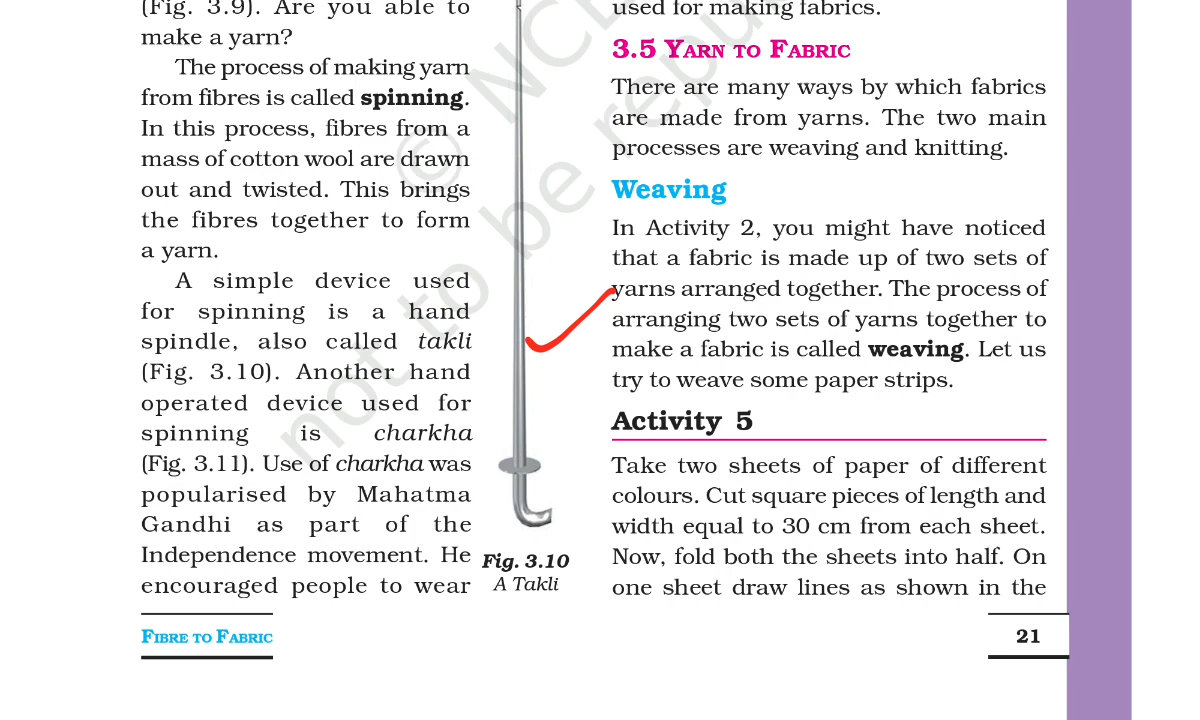 (Fig. 3.9). Are you able to
make a yarn?
The process of making yarn
from fibres is called spinning.
In this process, fibres from a
mass of cotton wool are drawn
out and twisted. This brings
the fibres together to form
a yarn.
A simple device used
for spinning is a hand
spindle, also called takli
(Fig. 3.10). Another hand
operated device used for
spinning is charkha
(Fig. 3.11). Use of charkha was
popularised by Mahatma
Gandhi as part of the
Independence movement. He
encouraged people to wear
Fig. 3.10
A Takli
used for making fabrics.
3.5 YARN TO FABRIC
There are many ways by which fabrics
are made from yarns. The two main
processes are weaving and knitting.
Weaving
In Activity 2, you might have noticed
that a fabric is made up of two sets of
yarns arranged together. The process of
arranging two sets of yarns together to
make a fabric is called weaving. Let us
try to weave some paper strips.
Activity 5
Take two sheets of paper of different
colours. Cut square pieces of length and
width equal to 30 cm from each sheet.
Now, fold both the sheets into half. On
one sheet draw lines as shown in the
FIBRE TO FABRIC
21
not to be
©